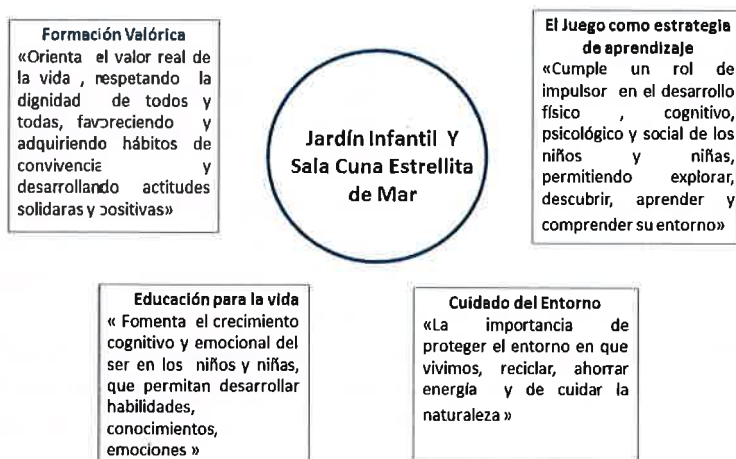 Formación Valórica
«Orienta el valor real de
la vida , respetando la
dignidad de todos y
todas, favoreciendo y
adquiriendo hábitos de
convivencia y
desarrollando actitudes
solidaras y positivas»
Jardín Infantil Y
Sala Cuna Estrellita
de Mar
El Juego como estrategia
de aprendizaje
«Cumple un rol de
impulsor en el desarrollo
físico , cognitivo,
psicológico y social de los
niños y niñas,
permitiendo explorar,
descubrir, aprender y
comprender su entorno»
Educación para la vida
« Fomenta el crecimiento
cognitivo y emocional del
ser en los niños y niñas,
que permitan desarrollar
habilidades,
conocimientos,
emociones »
Cuidado del Entorno
«La importancia de
proteger el entorno en que
vivimos, reciclar, ahorrar
energía y de cuidar la
naturaleza »